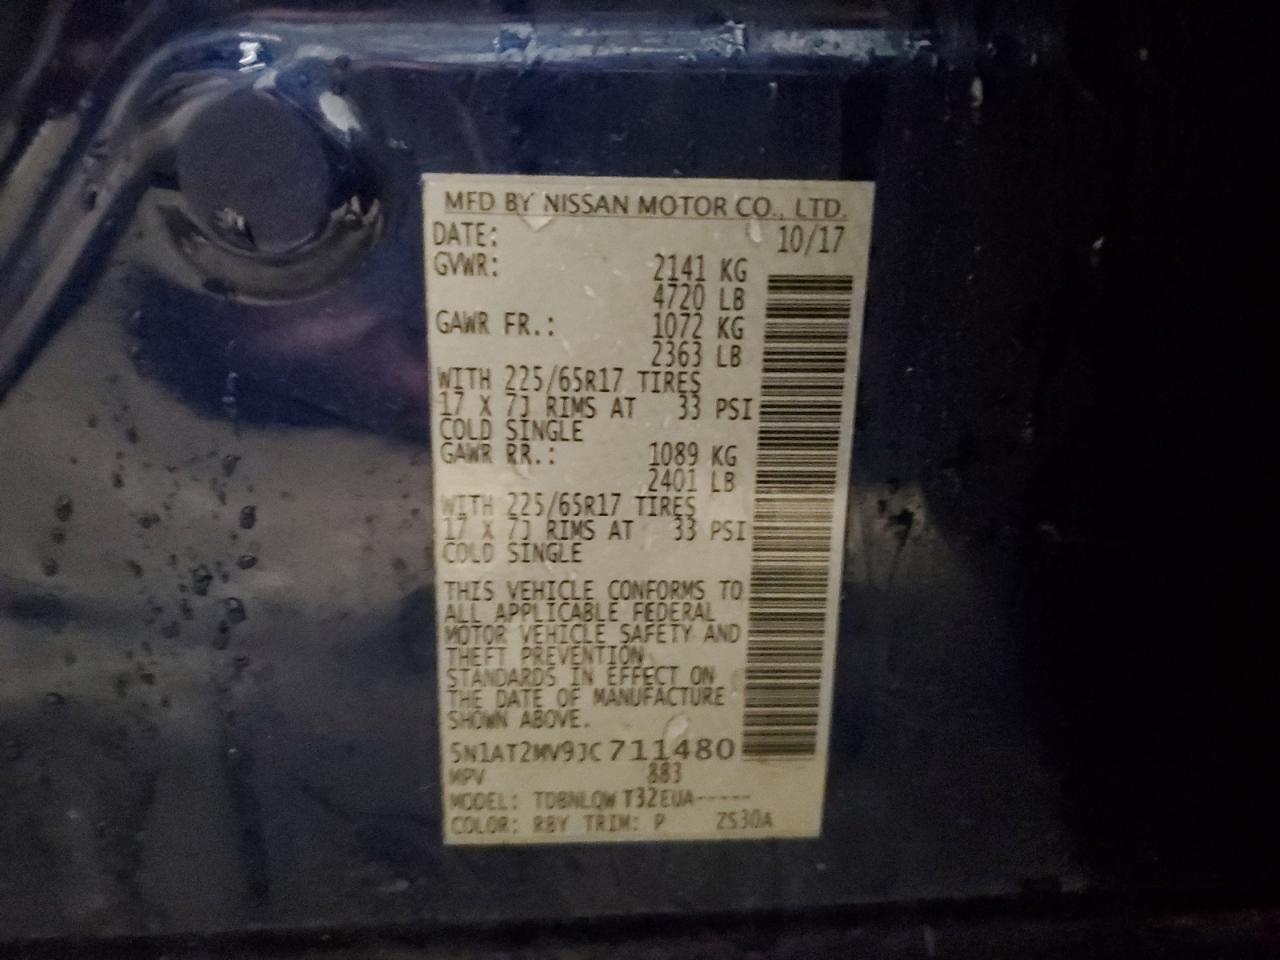 MFD BY NISSAN MOTOR CO., LTD.
DATE: 10/17
GVWR: 2141 KG
4720 LB
GAWR FR.: 1072 KG
2363 LB
WITH 225/65R17 TIRES
17 X 7J RIMS AT 33 PSI
COLD SINGLE
GAWR RR.: 1089 KG
2401 LB
WITH 225/65R17 TIRES
17 X 7J RIMS AT 33 PSI
COLD SINGLE
THIS VEHICLE CONFORMS TO
ALL APPLICABLE FEDERAL
MOTOR VEHICLE SAFETY AND
THEFT PREVENTION
STANDARDS IN EFFECT ON
THE DATE OF MANUFACTURE
SHOWN ABOVE.
5N1AT2MV9JC711480
MPV 883
MODEL: TDBNLQW T32EUA-----
COLOR: RBY TRIM: P ZS30A